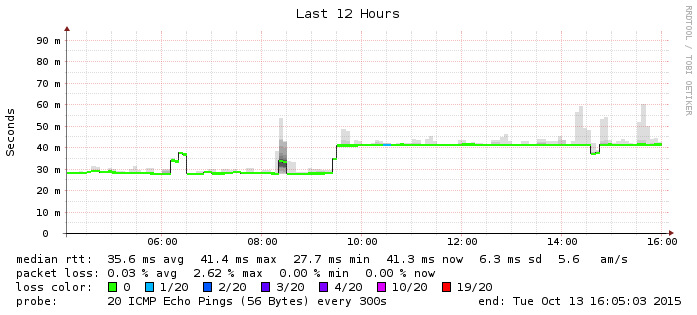 Last 12 Hours
RRDTOOL / TOBI OETIKER
Seconds
90 m
80 m
70 m
60 m
50 m
40 m
30 m
20 m
10 m
0
06:00 08:00 10:00 12:00 14:00 16:00
median rtt: 35.6 ms avg 41.4 ms max 27.7 ms min 41.3 ms now 6.3 ms sd 5.6 am/s
packet loss: 0.03 % avg 2.62 % max 0.00 % min 0.00 % now
loss color: 0 1/20 2/20 3/20 4/20 10/20 19/20
probe: 20 ICMP Echo Pings (56 Bytes) every 300s end: Tue Oct 13 16:05:03 2015